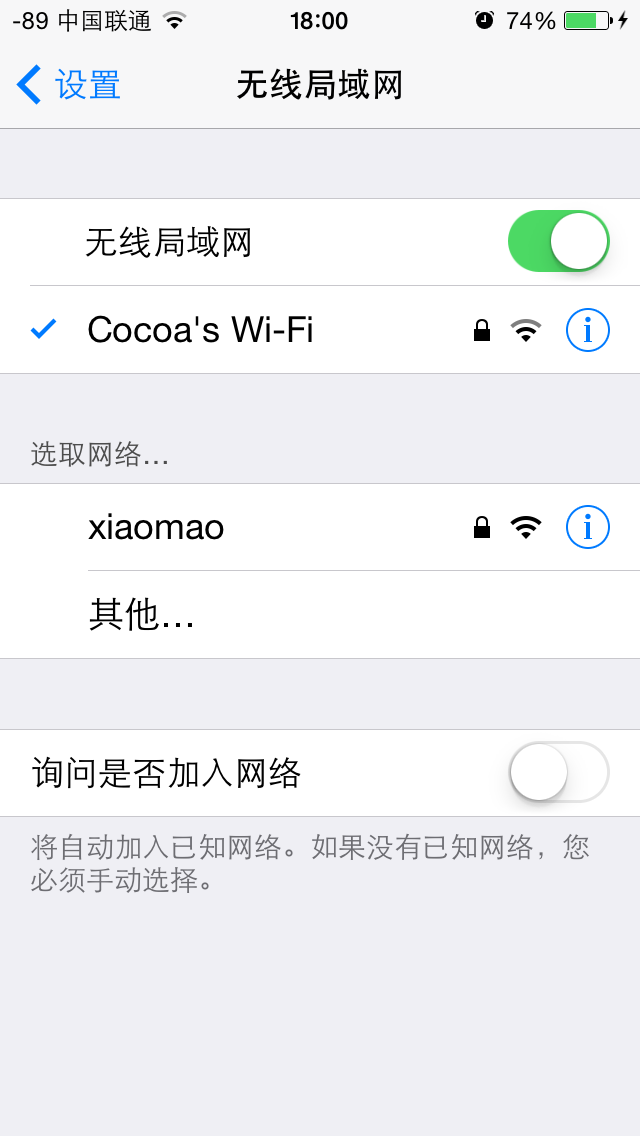 -89 中国联通 18:00 74%
设置 无线局域网
无线局域网
Cocoa's Wi-Fi
选取网络...
xiaomao
其他...
询问是否加入网络
将自动加入已知网络。如果没有已知网络，您
必须手动选择。